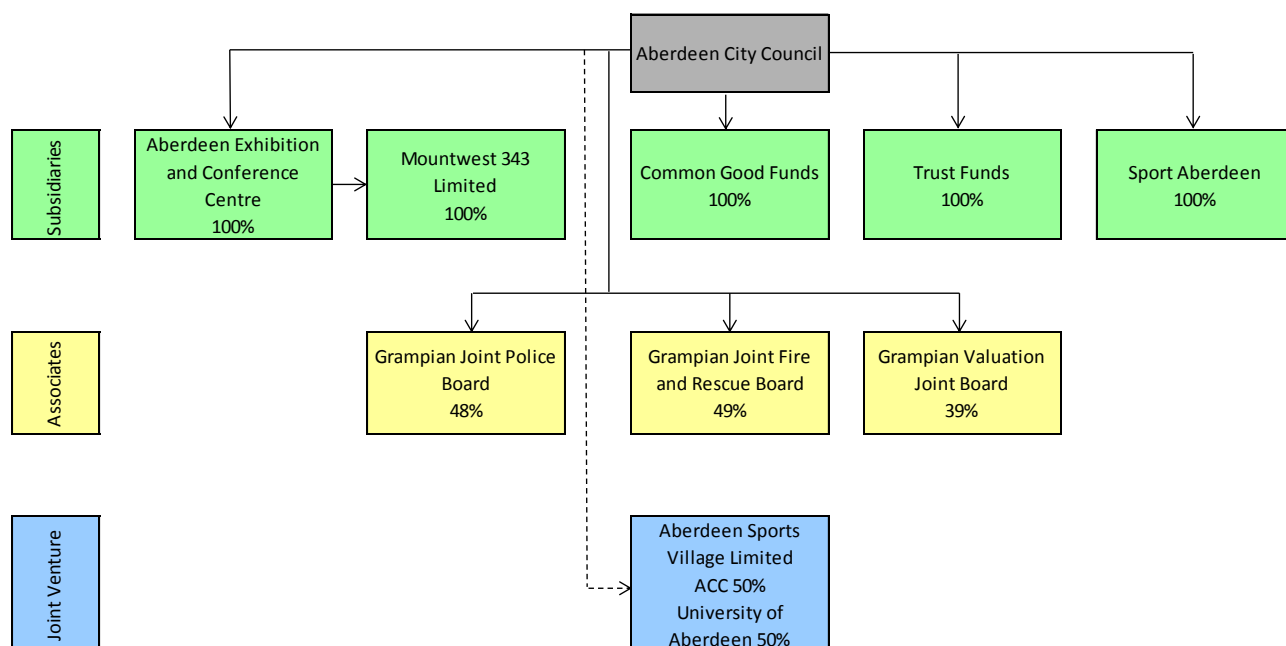 Aberdeen City Council
Subsidiaries
Aberdeen Exhibition
and Conference
Centre
100%
Mountwest 343
Limited
100%
Common Good Funds
100%
Trust Funds
100%
Sport Aberdeen
100%
Associates
Grampian Joint Police
Board
48%
Grampian Joint Fire
and Rescue Board
49%
Grampian Valuation
Joint Board
39%
Joint Venture
Aberdeen Sports
Village Limited
ACC 50%
University of
Aberdeen 50%